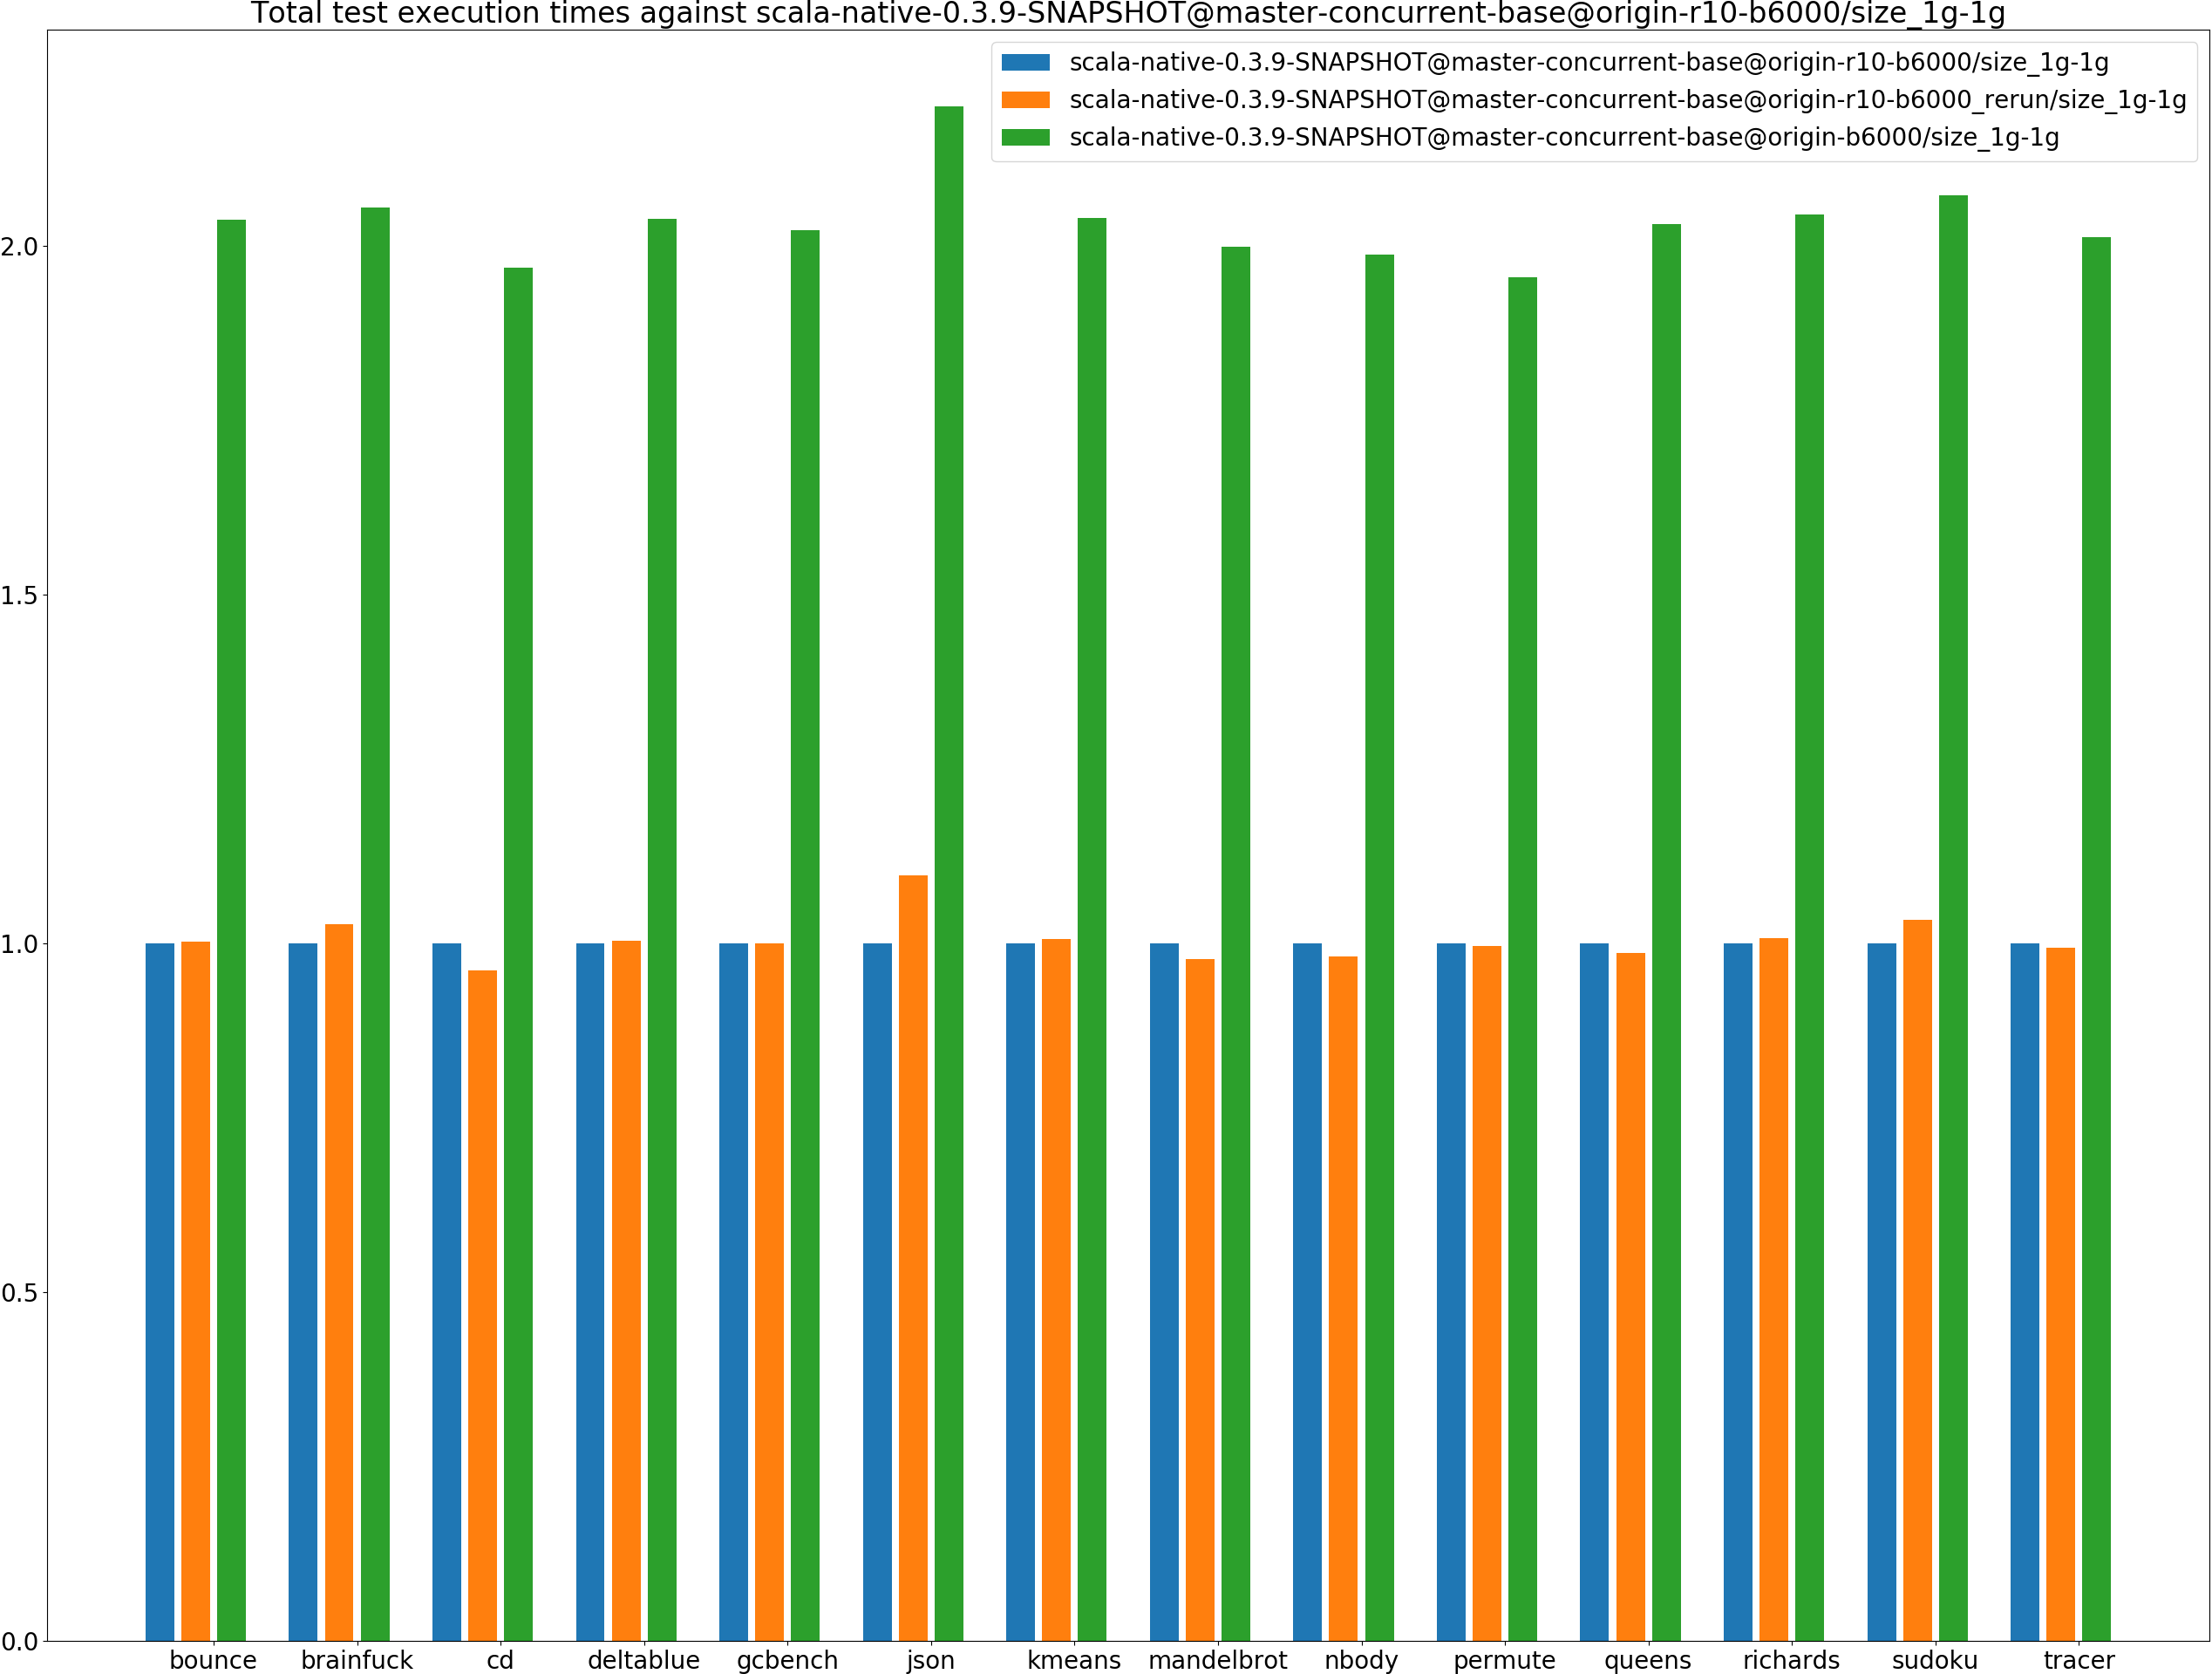 Total test execution times against scala-native-0.3.9-SNAPSHOT@master-concurrent-base@origin-r10-b6000/size_1g-1g
scala-native-0.3.9-SNAPSHOT@master-concurrent-base@origin-r10-b6000/size_1g-1g
scala-native-0.3.9-SNAPSHOT@master-concurrent-base@origin-r10-b6000_rerun/size_1g-1g
scala-native-0.3.9-SNAPSHOT@master-concurrent-base@origin-b6000/size_1g-1g
2.0
1.5
1.0
0.5
0.0
bounce brainfuck cd deltablue gcbench json kmeans mandelbrot nbody permute queens richards sudoku tracer